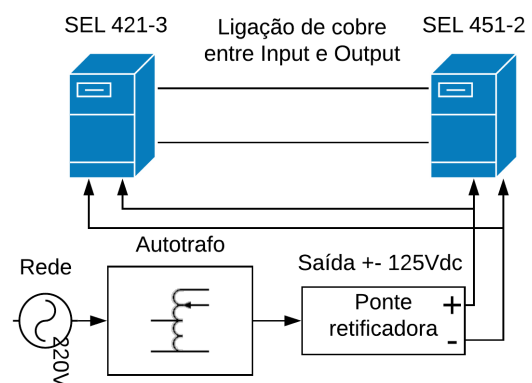 SEL 421-3
Ligação de cobre
entre Input e Output
SEL 451-2
Autotrafo
Rede
Saída +- 125Vdc
Ponte
retificadora
+
-
220V